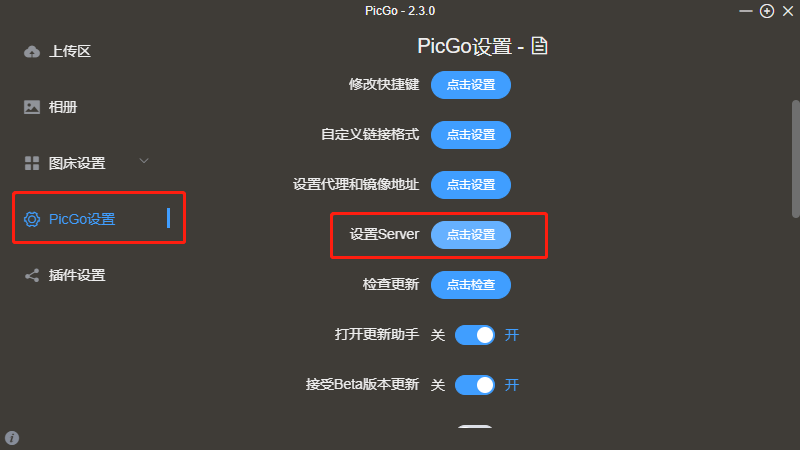 PicGo - 2.3.0
上传区
相册
图床设置
PicGo设置
插件设置
PicGo设置 -
修改快捷键 点击设置
自定义链接格式 点击设置
设置代理和镜像地址 点击设置
设置Server 点击设置
检查更新 点击检查
打开更新助手 关 开
接受Beta版本更新 关 开